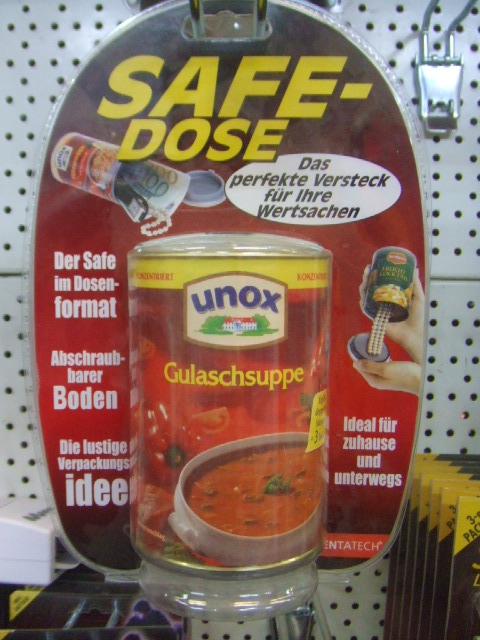 SAFE-
DOSE
Das
perfekte Versteck
für Ihre
Wertsachen
unox
Der Safe
im Dosen-
format
Abschraub-
barer
Boden
Die lustige
Verpackungs
idee
KONZENTRIERT
unox
Gulaschsuppe
Ideal für
zuhause
und
unterwegs
ENTATECH